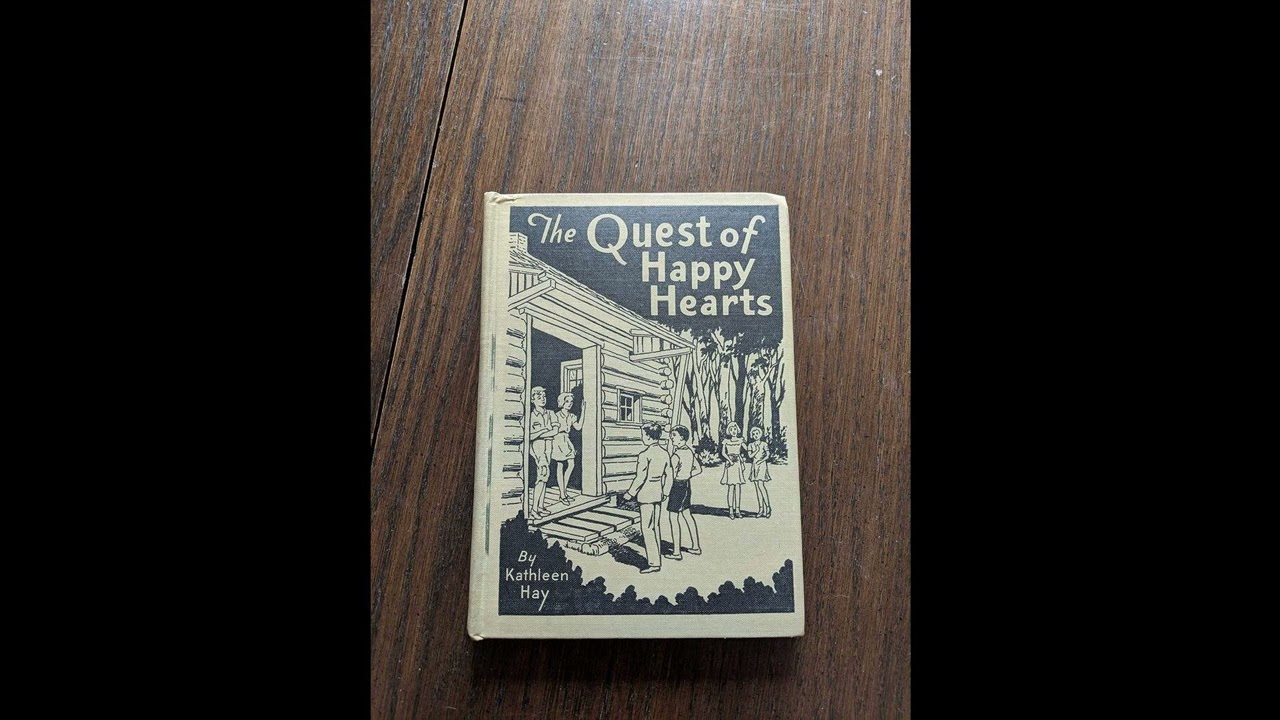 The Quest of
Happy
Hearts
By
Kathleen
Hay